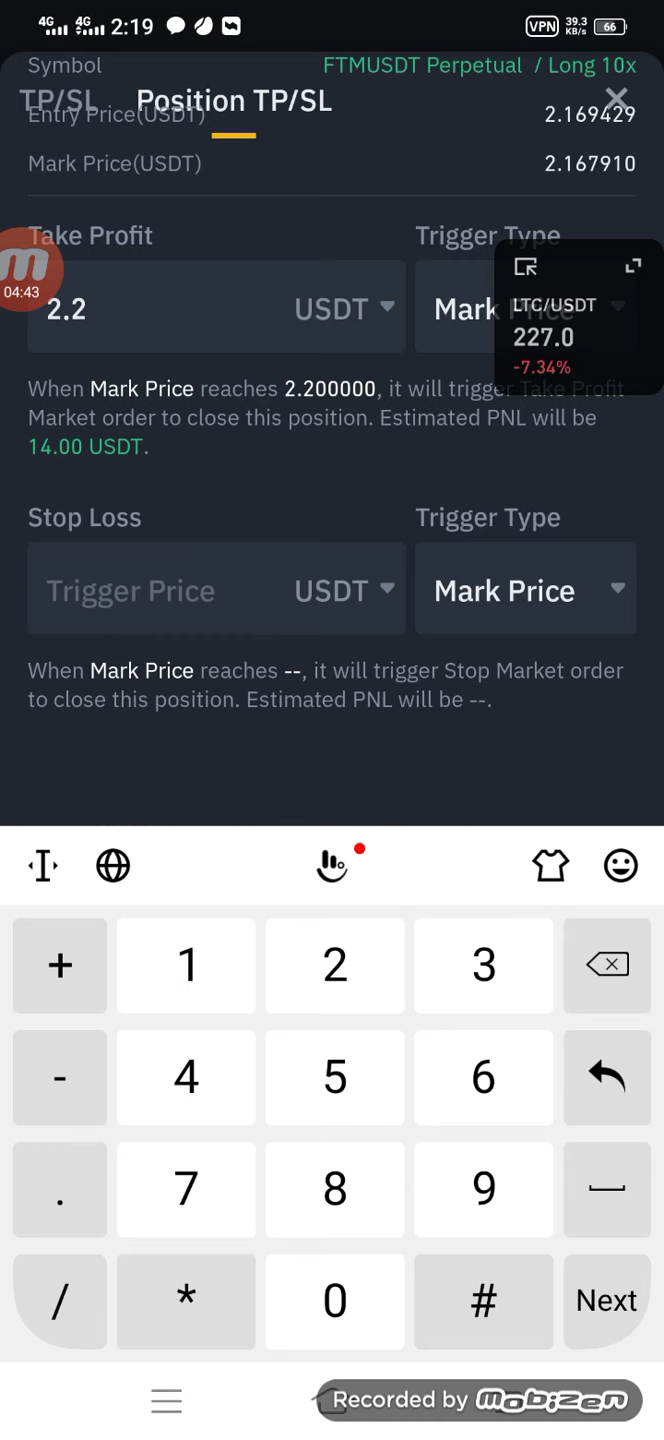 4G 4G 2:19 VPN 39.3 KB/s 66
Symbol FTMUSDT Perpetual / Long 10x
TP/SL Position TP/SL
Entry Price(USDT) 2.169429
Mark Price(USDT) 2.167910
Take Profit Trigger Type
04:43
2.2 USDT Mark Price
LTC/USDT
227.0
-7.34%
When Mark Price reaches 2.200000, it will trigger Take Profit
Market order to close this position. Estimated PNL will be
14.00 USDT.
Stop Loss Trigger Type
Trigger Price USDT Mark Price
When Mark Price reaches --, it will trigger Stop Market order
to close this position. Estimated PNL will be --.
+ 1 2 3
- 4 5 6
. 7 8 9
/ * 0 # Next
Recorded by mobizen